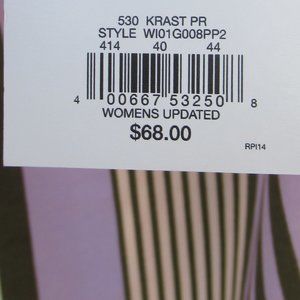 530 KRAST PR
STYLE WI01G008PP2
414 40 44
4 00667 53250 8
WOMENS UPDATED
$68.00
RPI14